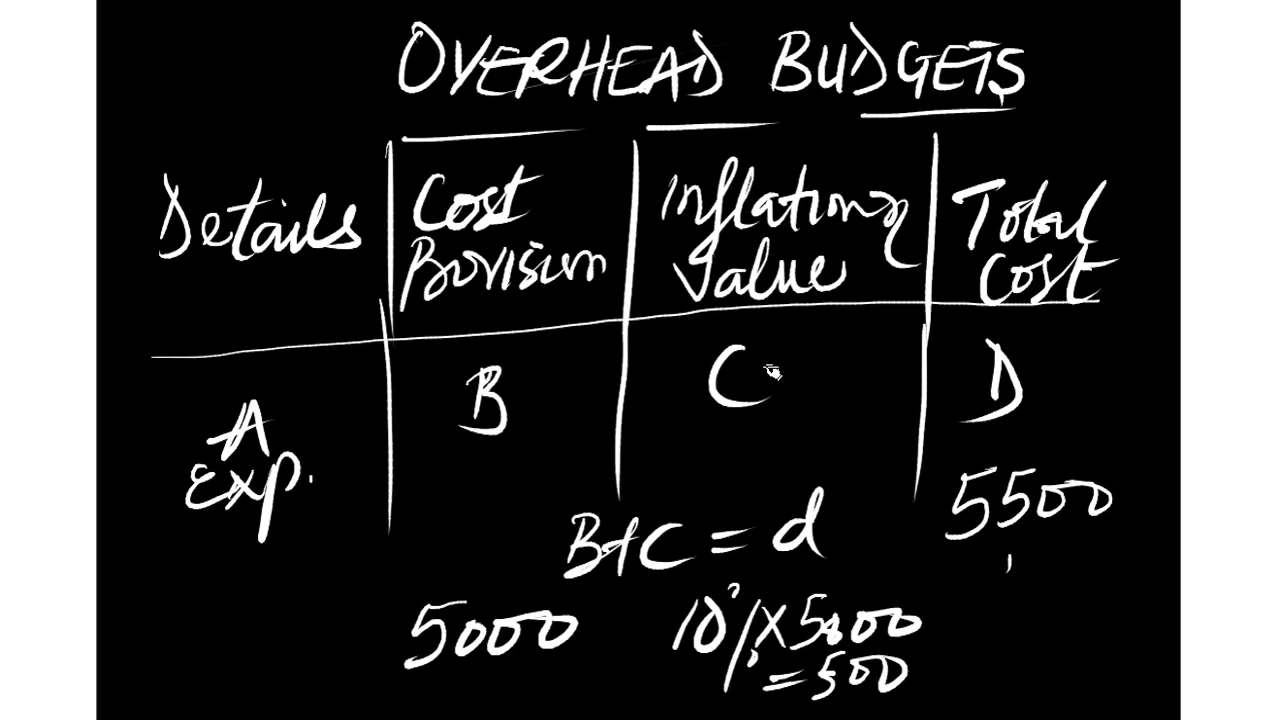 OVERHEAD BUDGETS
Details
Cost
Provision
Inflation
Value
Total
Cost
A
Exp.
B
C
D
B+C = d
5500
5000
10% X 5000
= 500